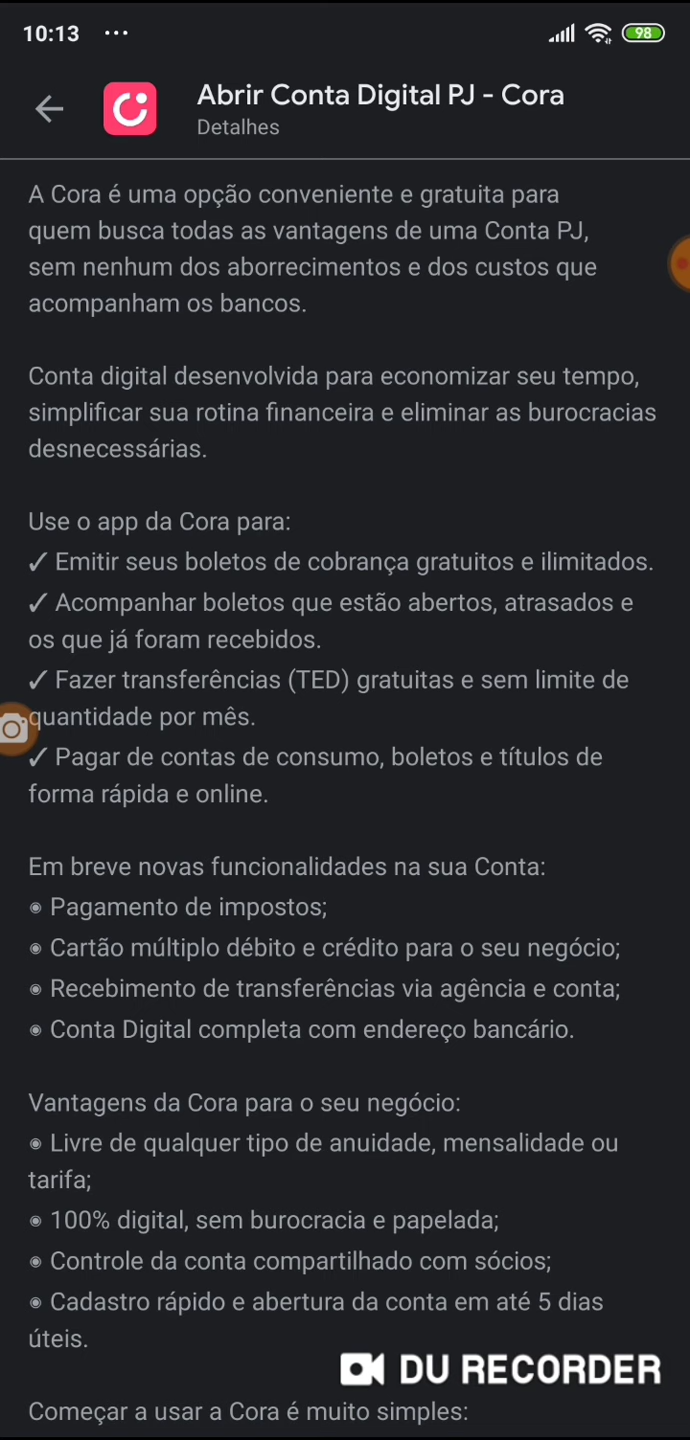 10:13 ...
98
Abrir Conta Digital PJ - Cora
Detalhes
A Cora é uma opção conveniente e gratuita para
quem busca todas as vantagens de uma Conta PJ,
sem nenhum dos aborrecimentos e dos custos que
acompanham os bancos.
Conta digital desenvolvida para economizar seu tempo,
simplificar sua rotina financeira e eliminar as burocracias
desnecessárias.
Use o app da Cora para:
✓ Emitir seus boletos de cobrança gratuitos e ilimitados.
✓ Acompanhar boletos que estão abertos, atrasados e
os que já foram recebidos.
✓ Fazer transferências (TED) gratuitas e sem limite de
quantidade por mês.
✓ Pagar de contas de consumo, boletos e títulos de
forma rápida e online.
Em breve novas funcionalidades na sua Conta:
◉ Pagamento de impostos;
◉ Cartão múltiplo débito e crédito para o seu negócio;
◉ Recebimento de transferências via agência e conta;
◉ Conta Digital completa com endereço bancário.
Vantagens da Cora para o seu negócio:
◉ Livre de qualquer tipo de anuidade, mensalidade ou
tarifa;
◉ 100% digital, sem burocracia e papelada;
◉ Controle da conta compartilhado com sócios;
◉ Cadastro rápido e abertura da conta em até 5 dias
úteis.
DU RECORDER
Começar a usar a Cora é muito simples: